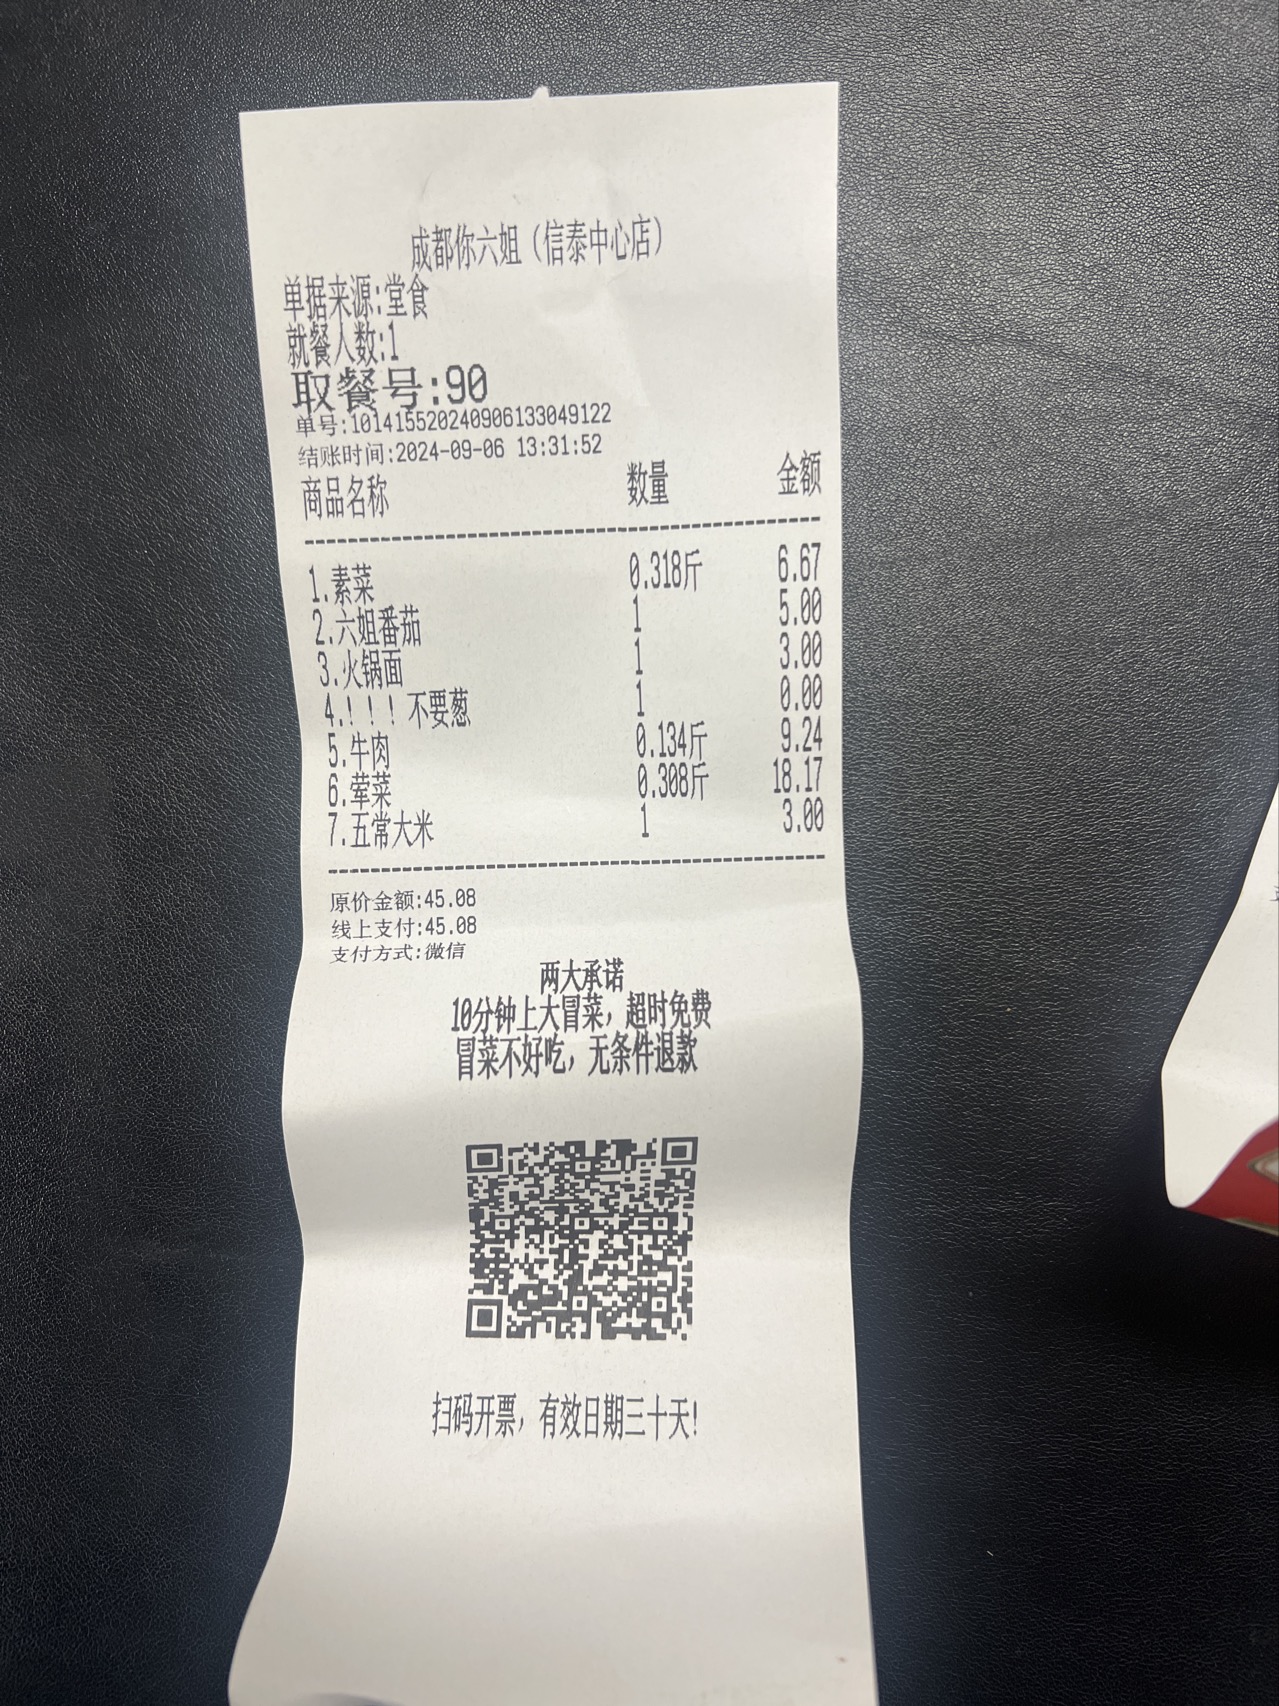 成都你六姐（信泰中心店）
单据来源:堂食
就餐人数:1
取餐号:90
单号:101415520240906133049122
结账时间:2024-09-06 13:31:52
商品名称 数量 金额
1.素菜 0.318斤 6.67
2.六姐番茄 1 5.00
3.火锅面 1 3.00
4.！！！不要葱 1 0.00
5.牛肉 0.134斤 9.24
6.荤菜 0.308斤 18.17
7.五常大米 1 3.00
原价金额:45.08
线上支付:45.08
支付方式:微信
两大承诺
10分钟上大冒菜，超时免费
冒菜不好吃，无条件退款
扫码开票，有效日期三十天!